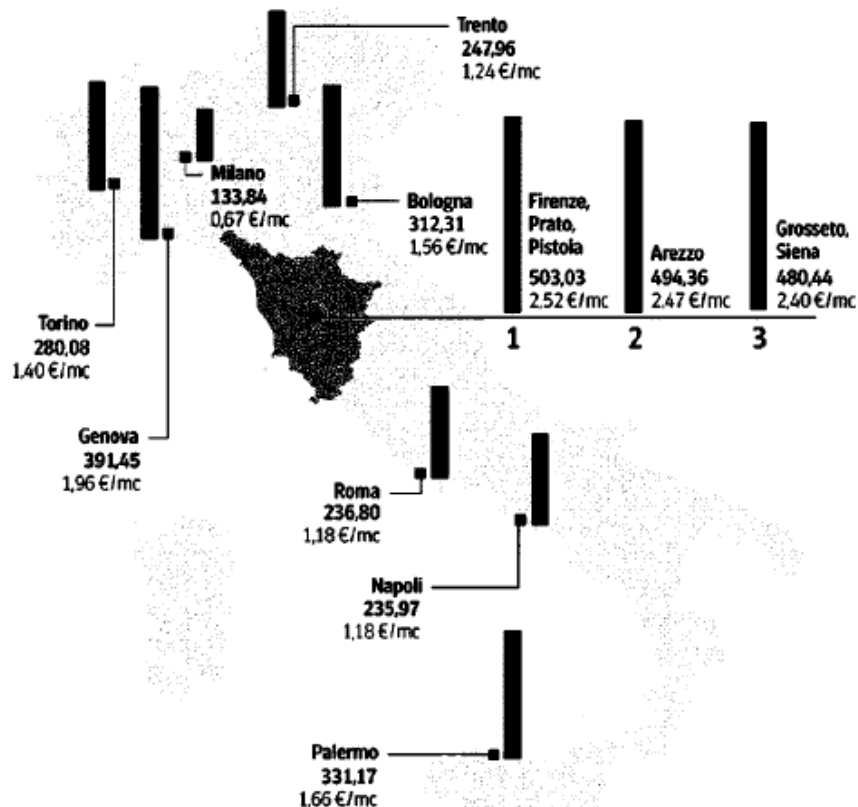 Trento
247,96
1,24 €/mc
Milano
133,84
0,67 €/mc
Bologna
312,31
1,56 €/mc
Firenze,
Prato,
Pistoia
503,03
2,52 €/mc
Arezzo
494,36
2,47 €/mc
Grosseto,
Siena
480,44
2,40 €/mc
1
2
3
Torino
280,08
1,40 €/mc
Genova
391,45
1,96 €/mc
Roma
236,80
1,18 €/mc
Napoli
235,97
1,18 €/mc
Palermo
331,17
1,66 €/mc